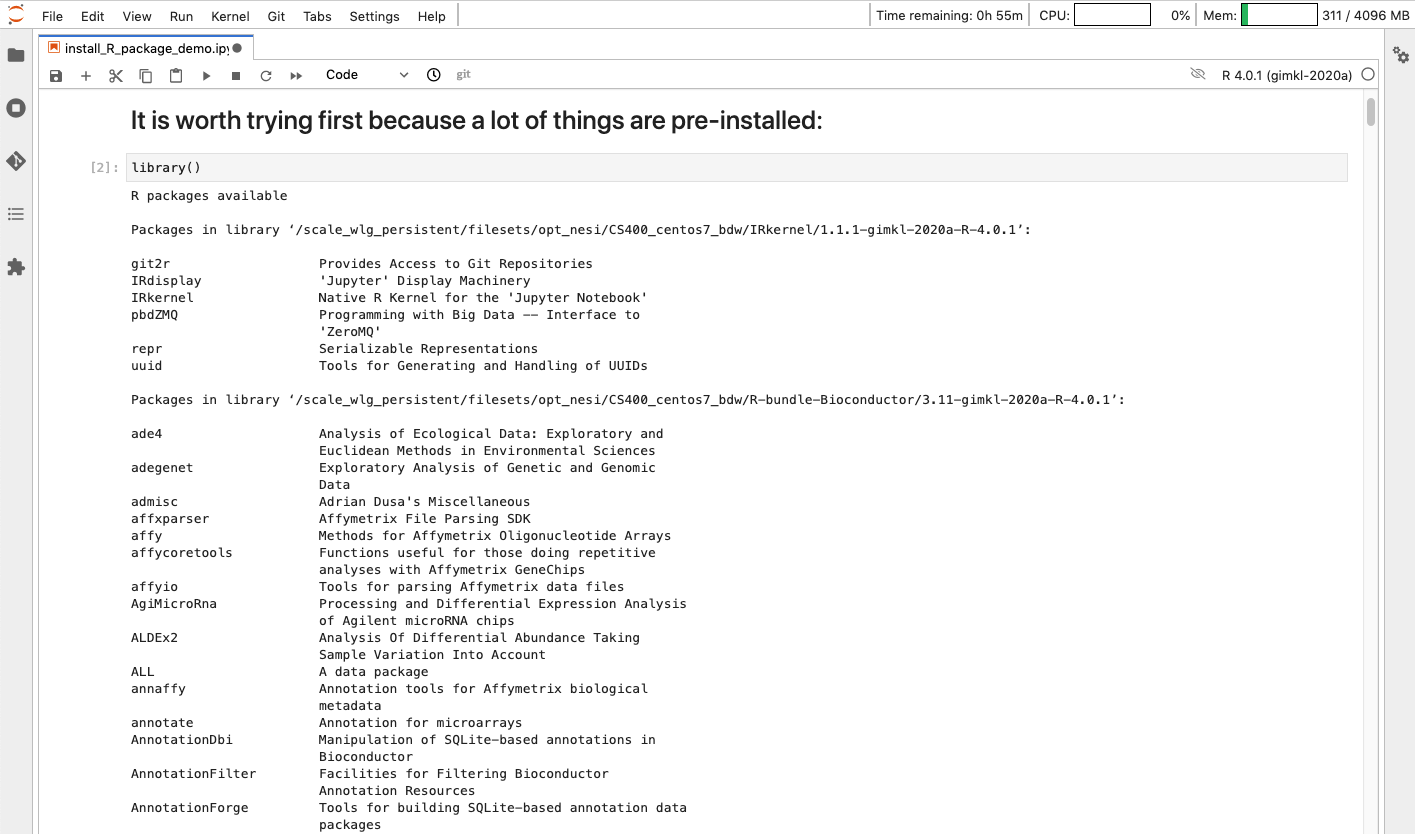 File Edit View Run Kernel Git Tabs Settings Help Time remaining: 0h 55m CPU: 0% Mem: 311 / 4096 MB
install_R_package_demo.ipy
Code git R 4.0.1 (gimkl-2020a)
It is worth trying first because a lot of things are pre-installed:
[2]: library()
R packages available
Packages in library ‘/scale_wlg_persistent/filesets/opt_nesi/CS400_centos7_bdw/IRkernel/1.1.1-gimkl-2020a-R-4.0.1’:
git2r Provides Access to Git Repositories
IRdisplay 'Jupyter' Display Machinery
IRkernel Native R Kernel for the 'Jupyter Notebook'
pbdZMQ Programming with Big Data -- Interface to
'ZeroMQ'
repr Serializable Representations
uuid Tools for Generating and Handling of UUIDs
Packages in library ‘/scale_wlg_persistent/filesets/opt_nesi/CS400_centos7_bdw/R-bundle-Bioconductor/3.11-gimkl-2020a-R-4.0.1’:
ade4 Analysis of Ecological Data: Exploratory and
Euclidean Methods in Environmental Sciences
adegenet Exploratory Analysis of Genetic and Genomic
Data
admisc Adrian Dusa's Miscellaneous
affxparser Affymetrix File Parsing SDK
affy Methods for Affymetrix Oligonucleotide Arrays
affycoretools Functions useful for those doing repetitive
analyses with Affymetrix GeneChips
affyio Tools for parsing Affymetrix data files
AgiMicroRna Processing and Differential Expression Analysis
of Agilent microRNA chips
ALDEx2 Analysis Of Differential Abundance Taking
Sample Variation Into Account
ALL A data package
annaffy Annotation tools for Affymetrix biological
metadata
annotate Annotation for microarrays
AnnotationDbi Manipulation of SQLite-based annotations in
Bioconductor
AnnotationFilter Facilities for Filtering Bioconductor
Annotation Resources
AnnotationForge Tools for building SQLite-based annotation data
packages